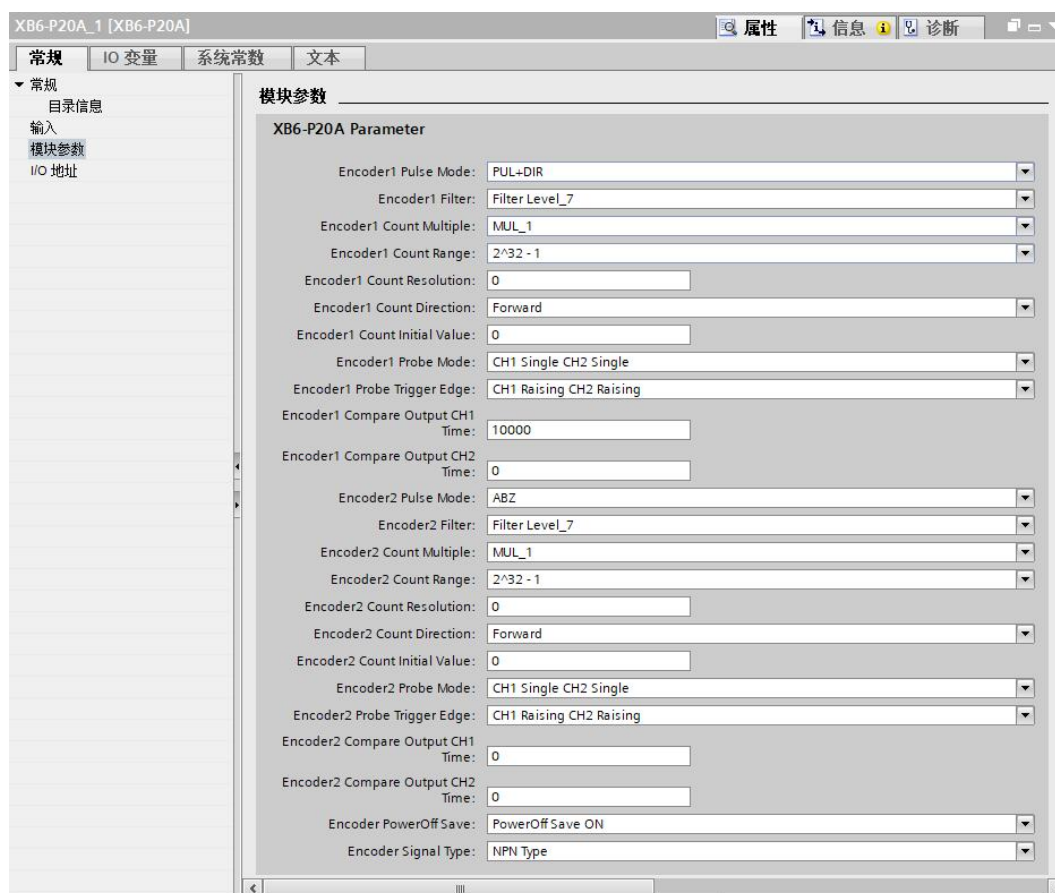 XB6-P20A_1 [XB6-P20A]
属性
信息
诊断
常规
IO 变量
系统常数
文本
常规
目录信息
输入
模块参数
I/O 地址
模块参数
XB6-P20A Parameter
Encoder1 Pulse Mode: PUL+DIR
Encoder1 Filter: Filter Level_7
Encoder1 Count Multiple: MUL_1
Encoder1 Count Range: 2^32 - 1
Encoder1 Count Resolution: 0
Encoder1 Count Direction: Forward
Encoder1 Count Initial Value: 0
Encoder1 Probe Mode: CH1 Single CH2 Single
Encoder1 Probe Trigger Edge: CH1 Raising CH2 Raising
Encoder1 Compare Output CH1
Time: 10000
Encoder1 Compare Output CH2
Time: 0
Encoder2 Pulse Mode: ABZ
Encoder2 Filter: Filter Level_7
Encoder2 Count Multiple: MUL_1
Encoder2 Count Range: 2^32 - 1
Encoder2 Count Resolution: 0
Encoder2 Count Direction: Forward
Encoder2 Count Initial Value: 0
Encoder2 Probe Mode: CH1 Single CH2 Single
Encoder2 Probe Trigger Edge: CH1 Raising CH2 Raising
Encoder2 Compare Output CH1
Time: 0
Encoder2 Compare Output CH2
Time: 0
Encoder PowerOff Save: PowerOff Save ON
Encoder Signal Type: NPN Type